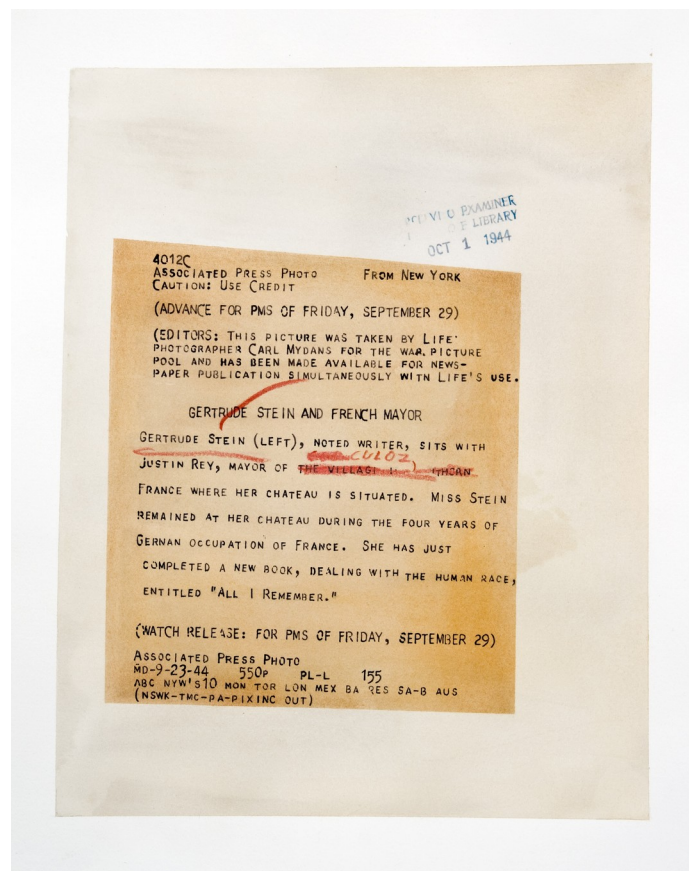 EXAMINER
LIBRARY
OCT 1 1944
4012C
ASSOCIATED PRESS PHOTO FROM NEW YORK
CAUTION: USE CREDIT
(ADVANCE FOR PMS OF FRIDAY, SEPTEMBER 29)
(EDITORS: THIS PICTURE WAS TAKEN BY LIFE'
PHOTOGRAPHER CARL MYDANS FOR THE WAR PICTURE
POOL AND HAS BEEN MADE AVAILABLE FOR NEWS-
PAPER PUBLICATION SIMULTANEOUSLY WITH LIFE'S USE.
GERTRUDE STEIN AND FRENCH MAYOR
GERTRUDE STEIN (LEFT), NOTED WRITER, SITS WITH
CULOZ,
JUSTIN REY, MAYOR OF THE VILLAGE
FRANCE WHERE HER CHATEAU IS SITUATED. MISS STEIN
REMAINED AT HER CHATEAU DURING THE FOUR YEARS OF
GERNAN OCCUPATION OF FRANCE. SHE HAS JUST
COMPLETED A NEW BOOK, DEALING WITH THE HUMAN RACE,
ENTITLED "ALL I REMEMBER."
(WATCH RELEASE: FOR PMS OF FRIDAY, SEPTEMBER 29)
ASSOCIATED PRESS PHOTO
MD-9-23-44 550P PL-L 155
ABC NYW'S10 MON TOR LON MEX BA RES SA-B AUS
(NSWK-TMC-PA-PIXINC OUT)